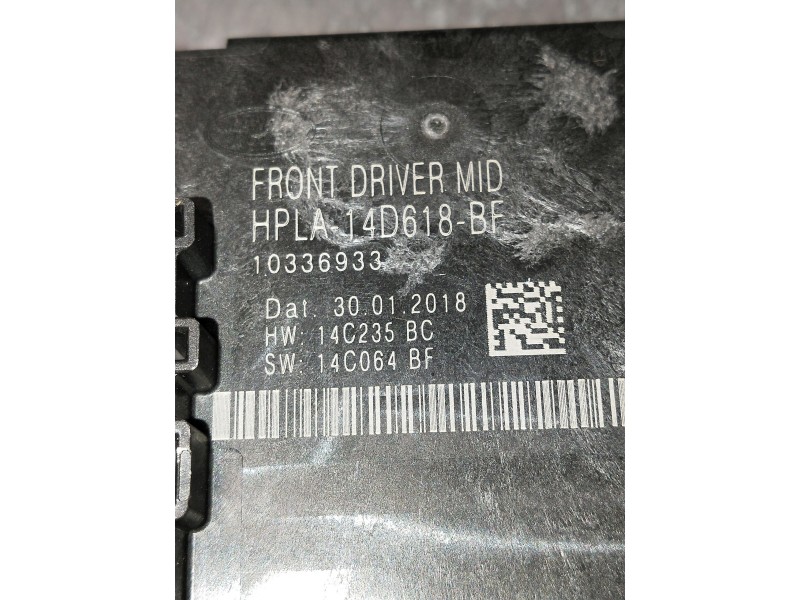 FRONT DRIVER MID
HPLA-14D618-BF
10336933
Dat. 30.01.2018
HW: 14C235 BC
SW: 14C064 BF